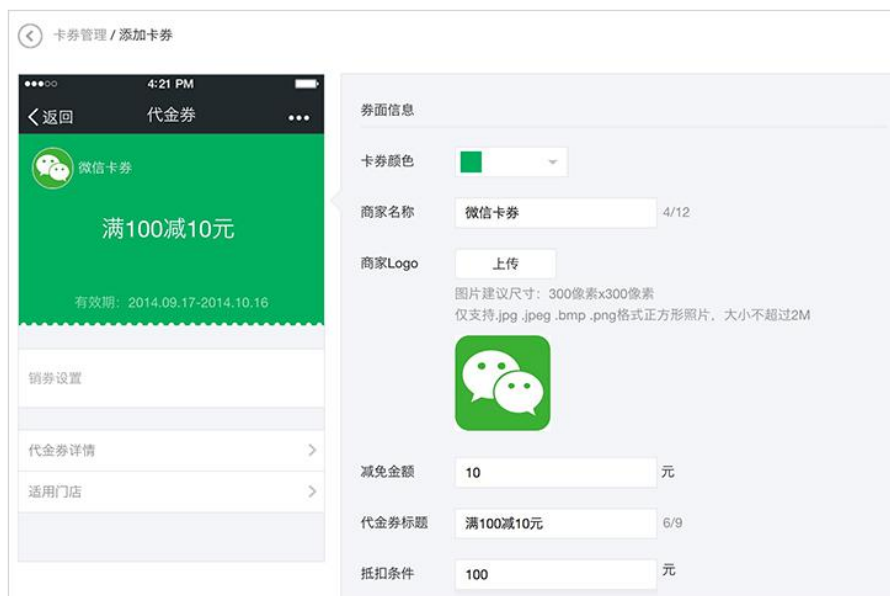 卡券管理 / 添加卡券
4:21 PM
返回
代金券
微信卡券
满100减10元
有效期：2014.09.17-2014.10.16
销券设置
代金券详情
适用门店
券面信息
卡券颜色
商家名称 微信卡券 4/12
商家Logo 上传
图片建议尺寸：300像素x300像素
仅支持.jpg .jpeg .bmp .png格式正方形照片，大小不超过2M
减免金额 10 元
代金券标题 满100减10元 6/9
抵扣条件 100 元